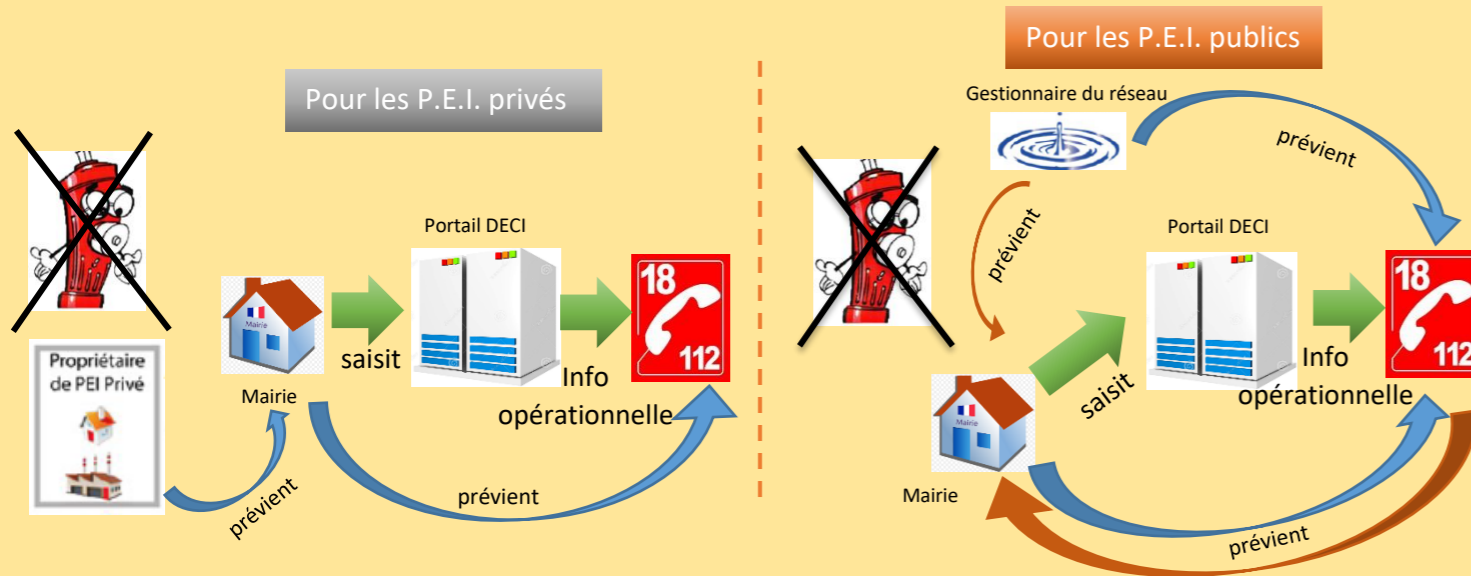 Pour les P.E.I. privés
Propriétaire
de PEI Privé
prévient
Mairie
Mairie
saisit
Portail DECI
Info
opérationnelle
18
112
prévient
Pour les P.E.I. publics
Gestionnaire du réseau
prévient
prévient
Mairie
Mairie
saisit
Portail DECI
Info
opérationnelle
18
112
prévient